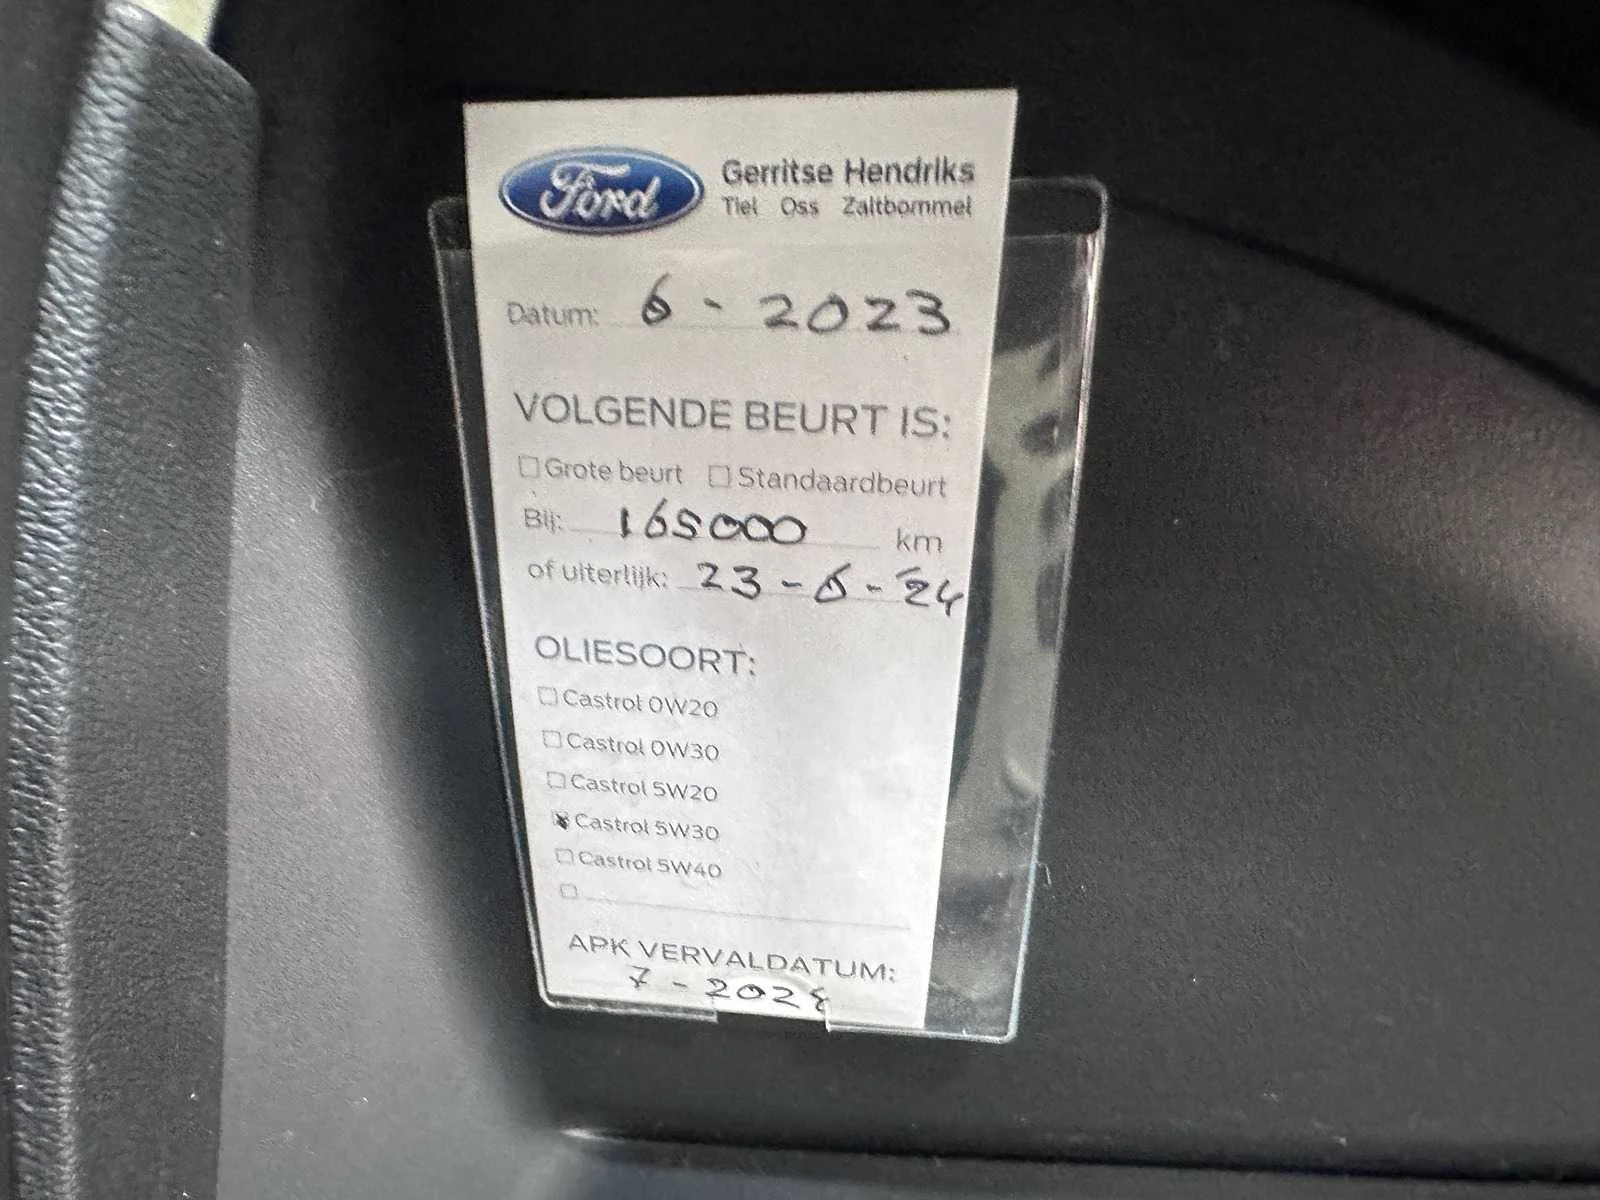 Ford
Gerritse Hendriks
Tiel Oss Zaltbommel
Datum: 6 - 2023
VOLGENDE BEURT IS:
Grote beurt Standaardbeurt
Bij: 165000 km
of uiterlijk: 23-6-24
OLIESOORT:
Castrol 0W20
Castrol 0W30
Castrol 5W20
Castrol 5W30
Castrol 5W40
APK VERVALDATUM:
7 - 2024